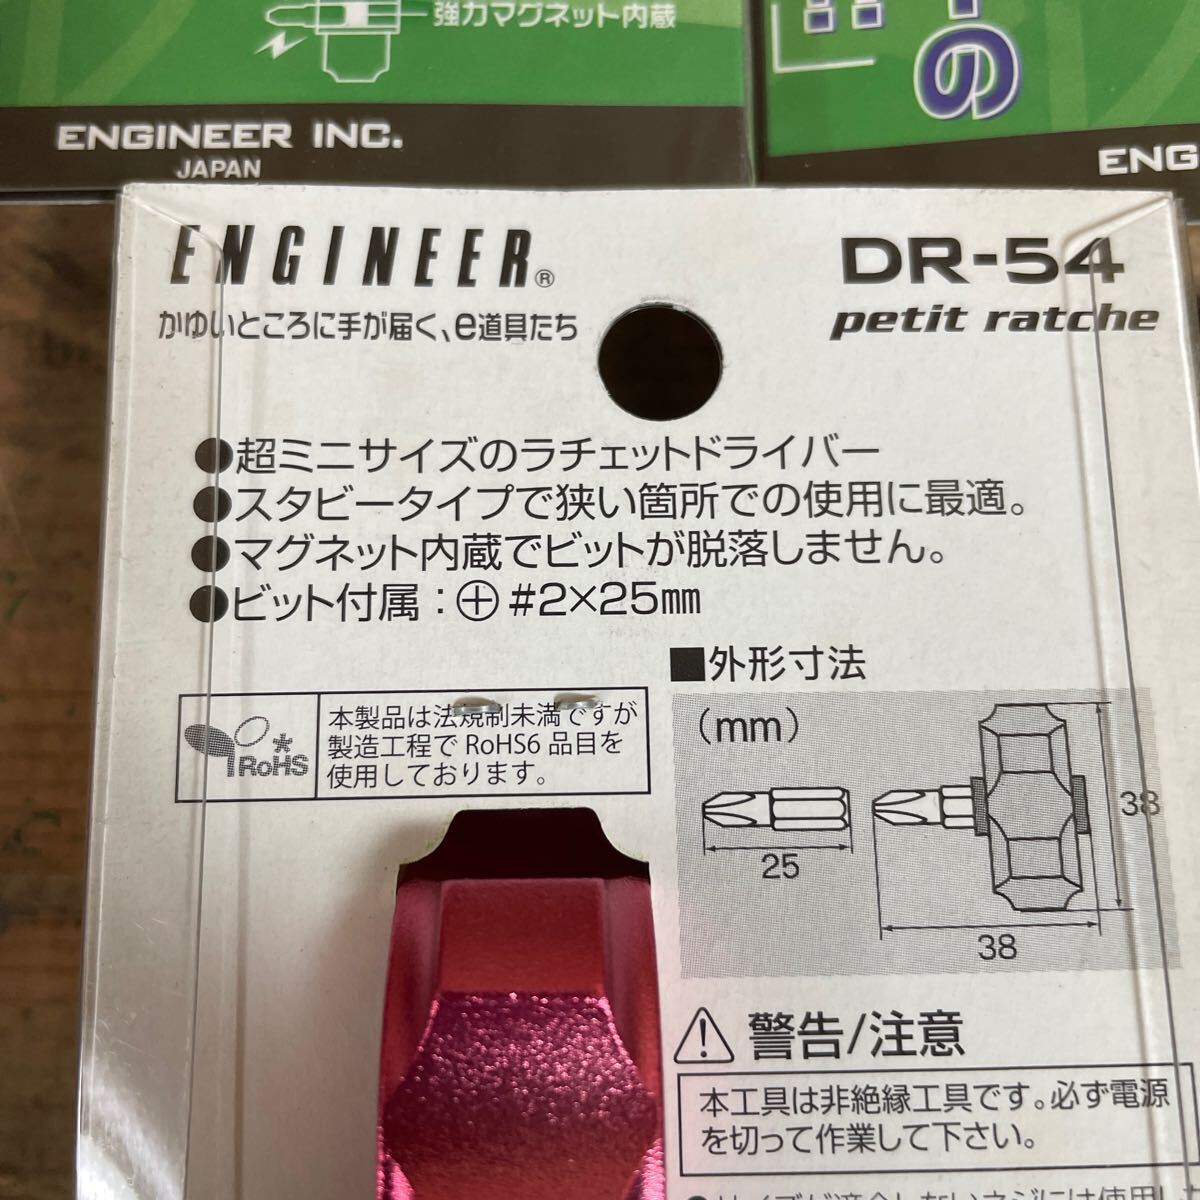 強力マグネット内蔵
の
ENGINEER INC.
JAPAN
ENG
ENGINEER®
かゆいところに手が届く、e道具たち
DR-54
petit ratche
●超ミニサイズのラチェットドライバー
●スタビータイプで狭い箇所での使用に最適。
●マグネット内蔵でビットが脱落しません。
●ビット付属：⊕ #2×25mm
■外形寸法
(mm)
25
38
38
RoHS
本製品は法規制未満ですが
製造工程で RoHS6 品目を
使用しております。
警告/注意
本工具は非絶縁工具です。必ず電源
を切って作業して下さい。